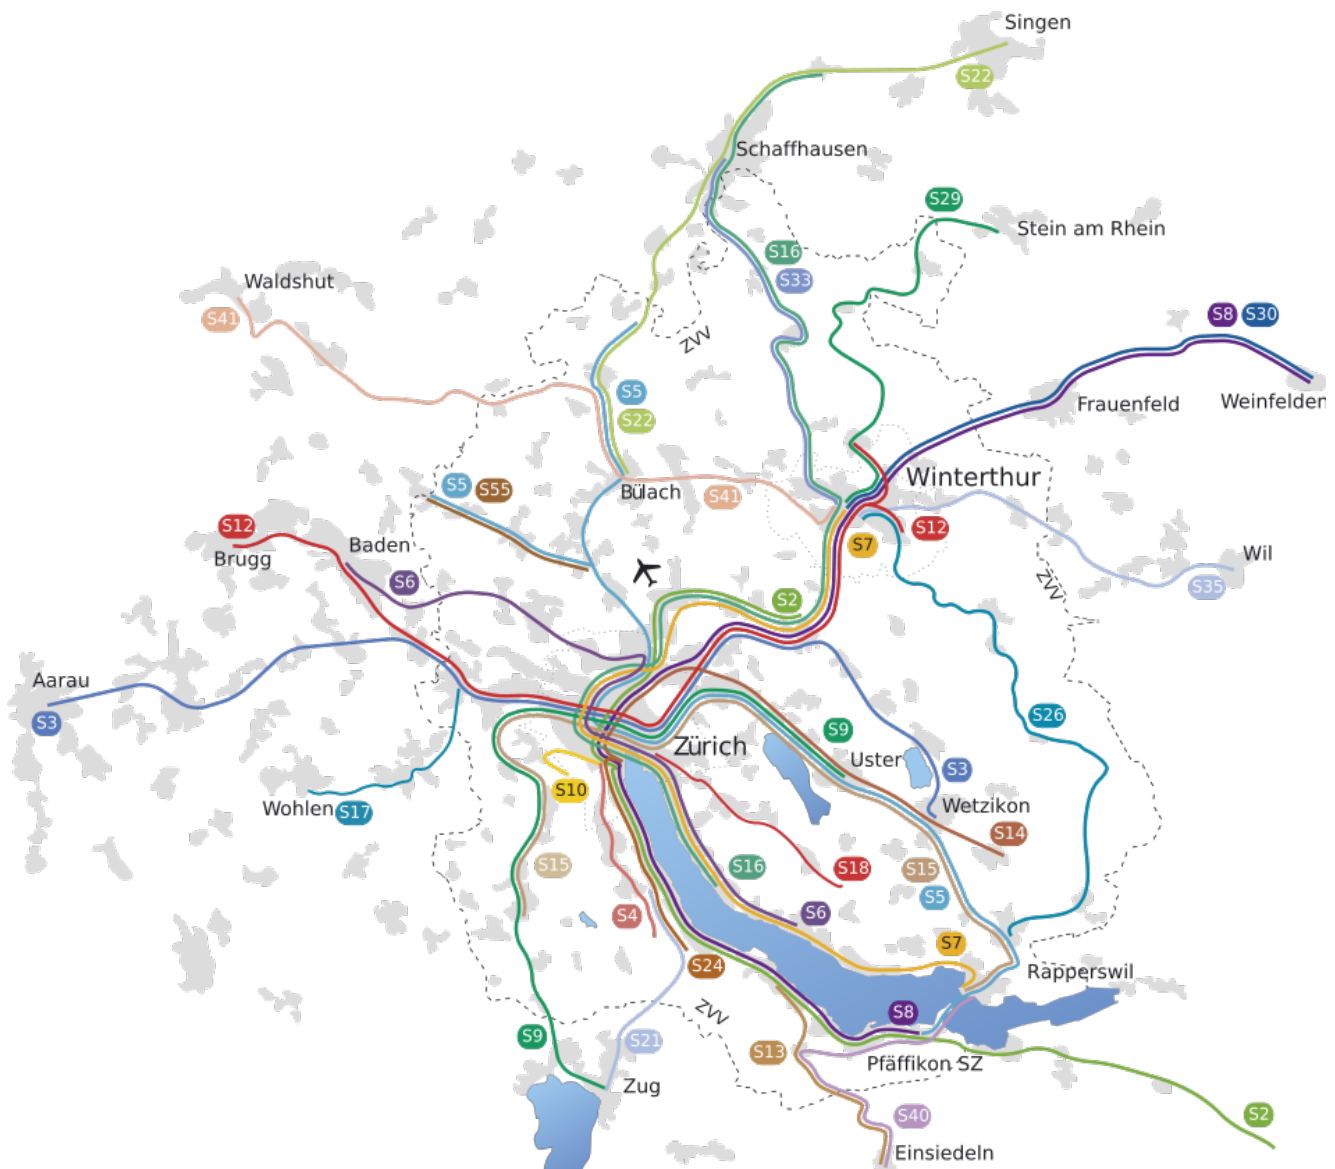 Singen
S22
Schaffhausen
S29
Stein am Rhein
S16
S33
Waldshut
S41
ZVV
S8 S30
S5
S22
Frauenfeld
Weinfelden
Winterthur
S5 S55
Bülach
S41
S12
Brugg
Baden
S7
S12
Wil
S6
S35
ZVV
S2
Aarau
S3
S26
Zürich
S9
Uster
S3
S10
Wohlen S17
Wetzikon
S14
S15
S16
S18
S15
S5
S4
S6
S7
S24
Rapperswil
ZVV
S8
S9
S21
S13
Pfäffikon SZ
Zug
S40
S2
Einsiedeln